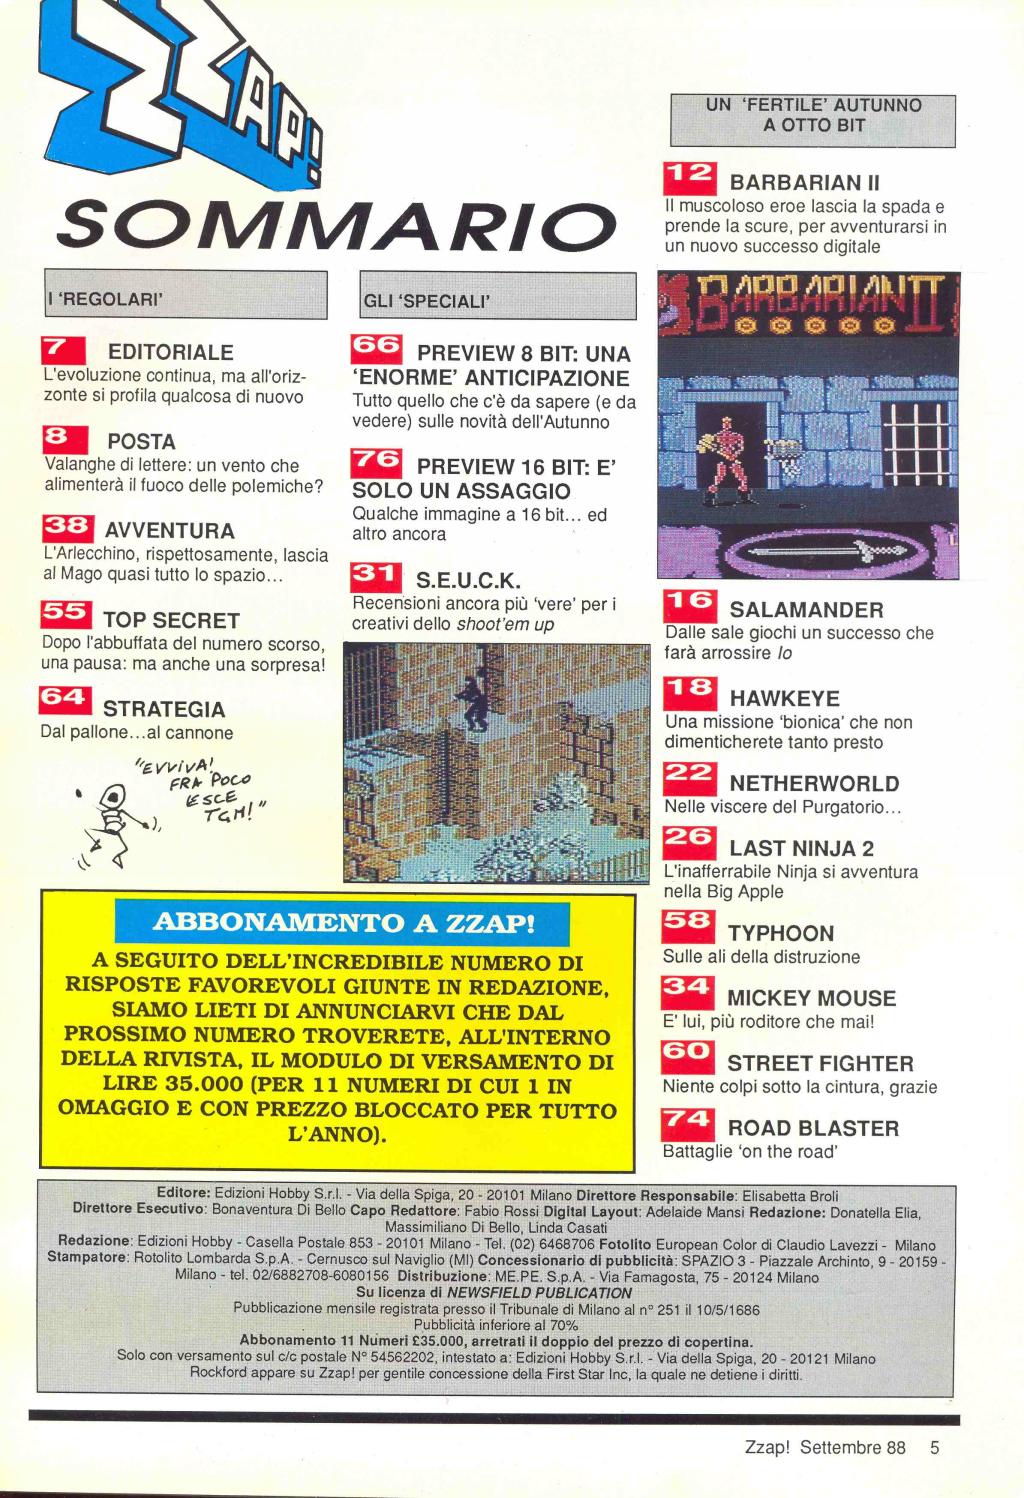 ZZAP!
SOMMARIO
I 'REGOLARI'
7 EDITORIALE
L'evoluzione continua, ma all'oriz-
zonte si profila qualcosa di nuovo
8 POSTA
Valanghe di lettere: un vento che
alimenterà il fuoco delle polemiche?
38 AVVENTURA
L'Arlecchino, rispettosamente, lascia
al Mago quasi tutto lo spazio...
55 TOP SECRET
Dopo l'abbuffata del numero scorso,
una pausa: ma anche una sorpresa!
64 STRATEGIA
Dal pallone...al cannone
"EVVIVA!
FRA POCO
ESCE
TGM!"
GLI 'SPECIALI'
66 PREVIEW 8 BIT: UNA
'ENORME' ANTICIPAZIONE
Tutto quello che c'è da sapere (e da
vedere) sulle novità dell'Autunno
76 PREVIEW 16 BIT: E'
SOLO UN ASSAGGIO
Qualche immagine a 16 bit... ed
altro ancora
31 S.E.U.C.K.
Recensioni ancora più 'vere' per i
creativi dello shoot'em up
UN 'FERTILE' AUTUNNO
A OTTO BIT
12 BARBARIAN II
Il muscoloso eroe lascia la spada e
prende la scure, per avventurarsi in
un nuovo successo digitale
BARBARIAN II
16 SALAMANDER
Dalle sale giochi un successo che
farà arrossire Io
18 HAWKEYE
Una missione 'bionica' che non
dimenticherete tanto presto
22 NETHERWORLD
Nelle viscere del Purgatorio...
26 LAST NINJA 2
L'inafferrabile Ninja si avventura
nella Big Apple
58 TYPHOON
Sulle ali della distruzione
34 MICKEY MOUSE
E' lui, più roditore che mai!
60 STREET FIGHTER
Niente colpi sotto la cintura, grazie
74 ROAD BLASTER
Battaglie 'on the road'
ABBONAMENTO A ZZAP!
A SEGUITO DELL'INCREDIBILE NUMERO DI
RISPOSTE FAVOREVOLI GIUNTE IN REDAZIONE,
SIAMO LIETI DI ANNUNCIARVI CHE DAL
PROSSIMO NUMERO TROVERETE, ALL'INTERNO
DELLA RIVISTA, IL MODULO DI VERSAMENTO DI
LIRE 35.000 (PER 11 NUMERI DI CUI 1 IN
OMAGGIO E CON PREZZO BLOCCATO PER TUTTO
L'ANNO).
Editore: Edizioni Hobby S.r.l. - Via della Spiga, 20 - 20101 Milano Direttore Responsabile: Elisabetta Broli
Direttore Esecutivo: Bonaventura Di Bello Capo Redattore: Fabio Rossi Digital Layout: Adelaide Mansi Redazione: Donatella Elia,
Massimiliano Di Bello, Linda Casati
Redazione: Edizioni Hobby - Casella Postale 853 - 20101 Milano - Tel. (02) 6468706 Fotolito European Color di Claudio Lavezzi - Milano
Stampatore: Rotolito Lombarda S.p.A. - Cernusco sul Naviglio (MI) Concessionario di pubblicità: SPAZIO 3 - Piazzale Archinto, 9 - 20159 -
Milano - tel. 02/6882708-6080156 Distribuzione: ME.PE. S.p.A. - Via Famagosta, 75 - 20124 Milano
Su licenza di NEWSFIELD PUBLICATION
Pubblicazione mensile registrata presso il Tribunale di Milano al n° 251 il 10/5/1686
Pubblicità inferiore al 70%
Abbonamento 11 Numeri £35.000, arretrati il doppio del prezzo di copertina.
Solo con versamento sul c/c postale N° 54562202, intestato a: Edizioni Hobby S.r.l. - Via della Spiga, 20 - 20121 Milano
Rockford appare su Zzap! per gentile concessione della First Star Inc, la quale ne detiene i diritti.
Zzap! Settembre 88 5